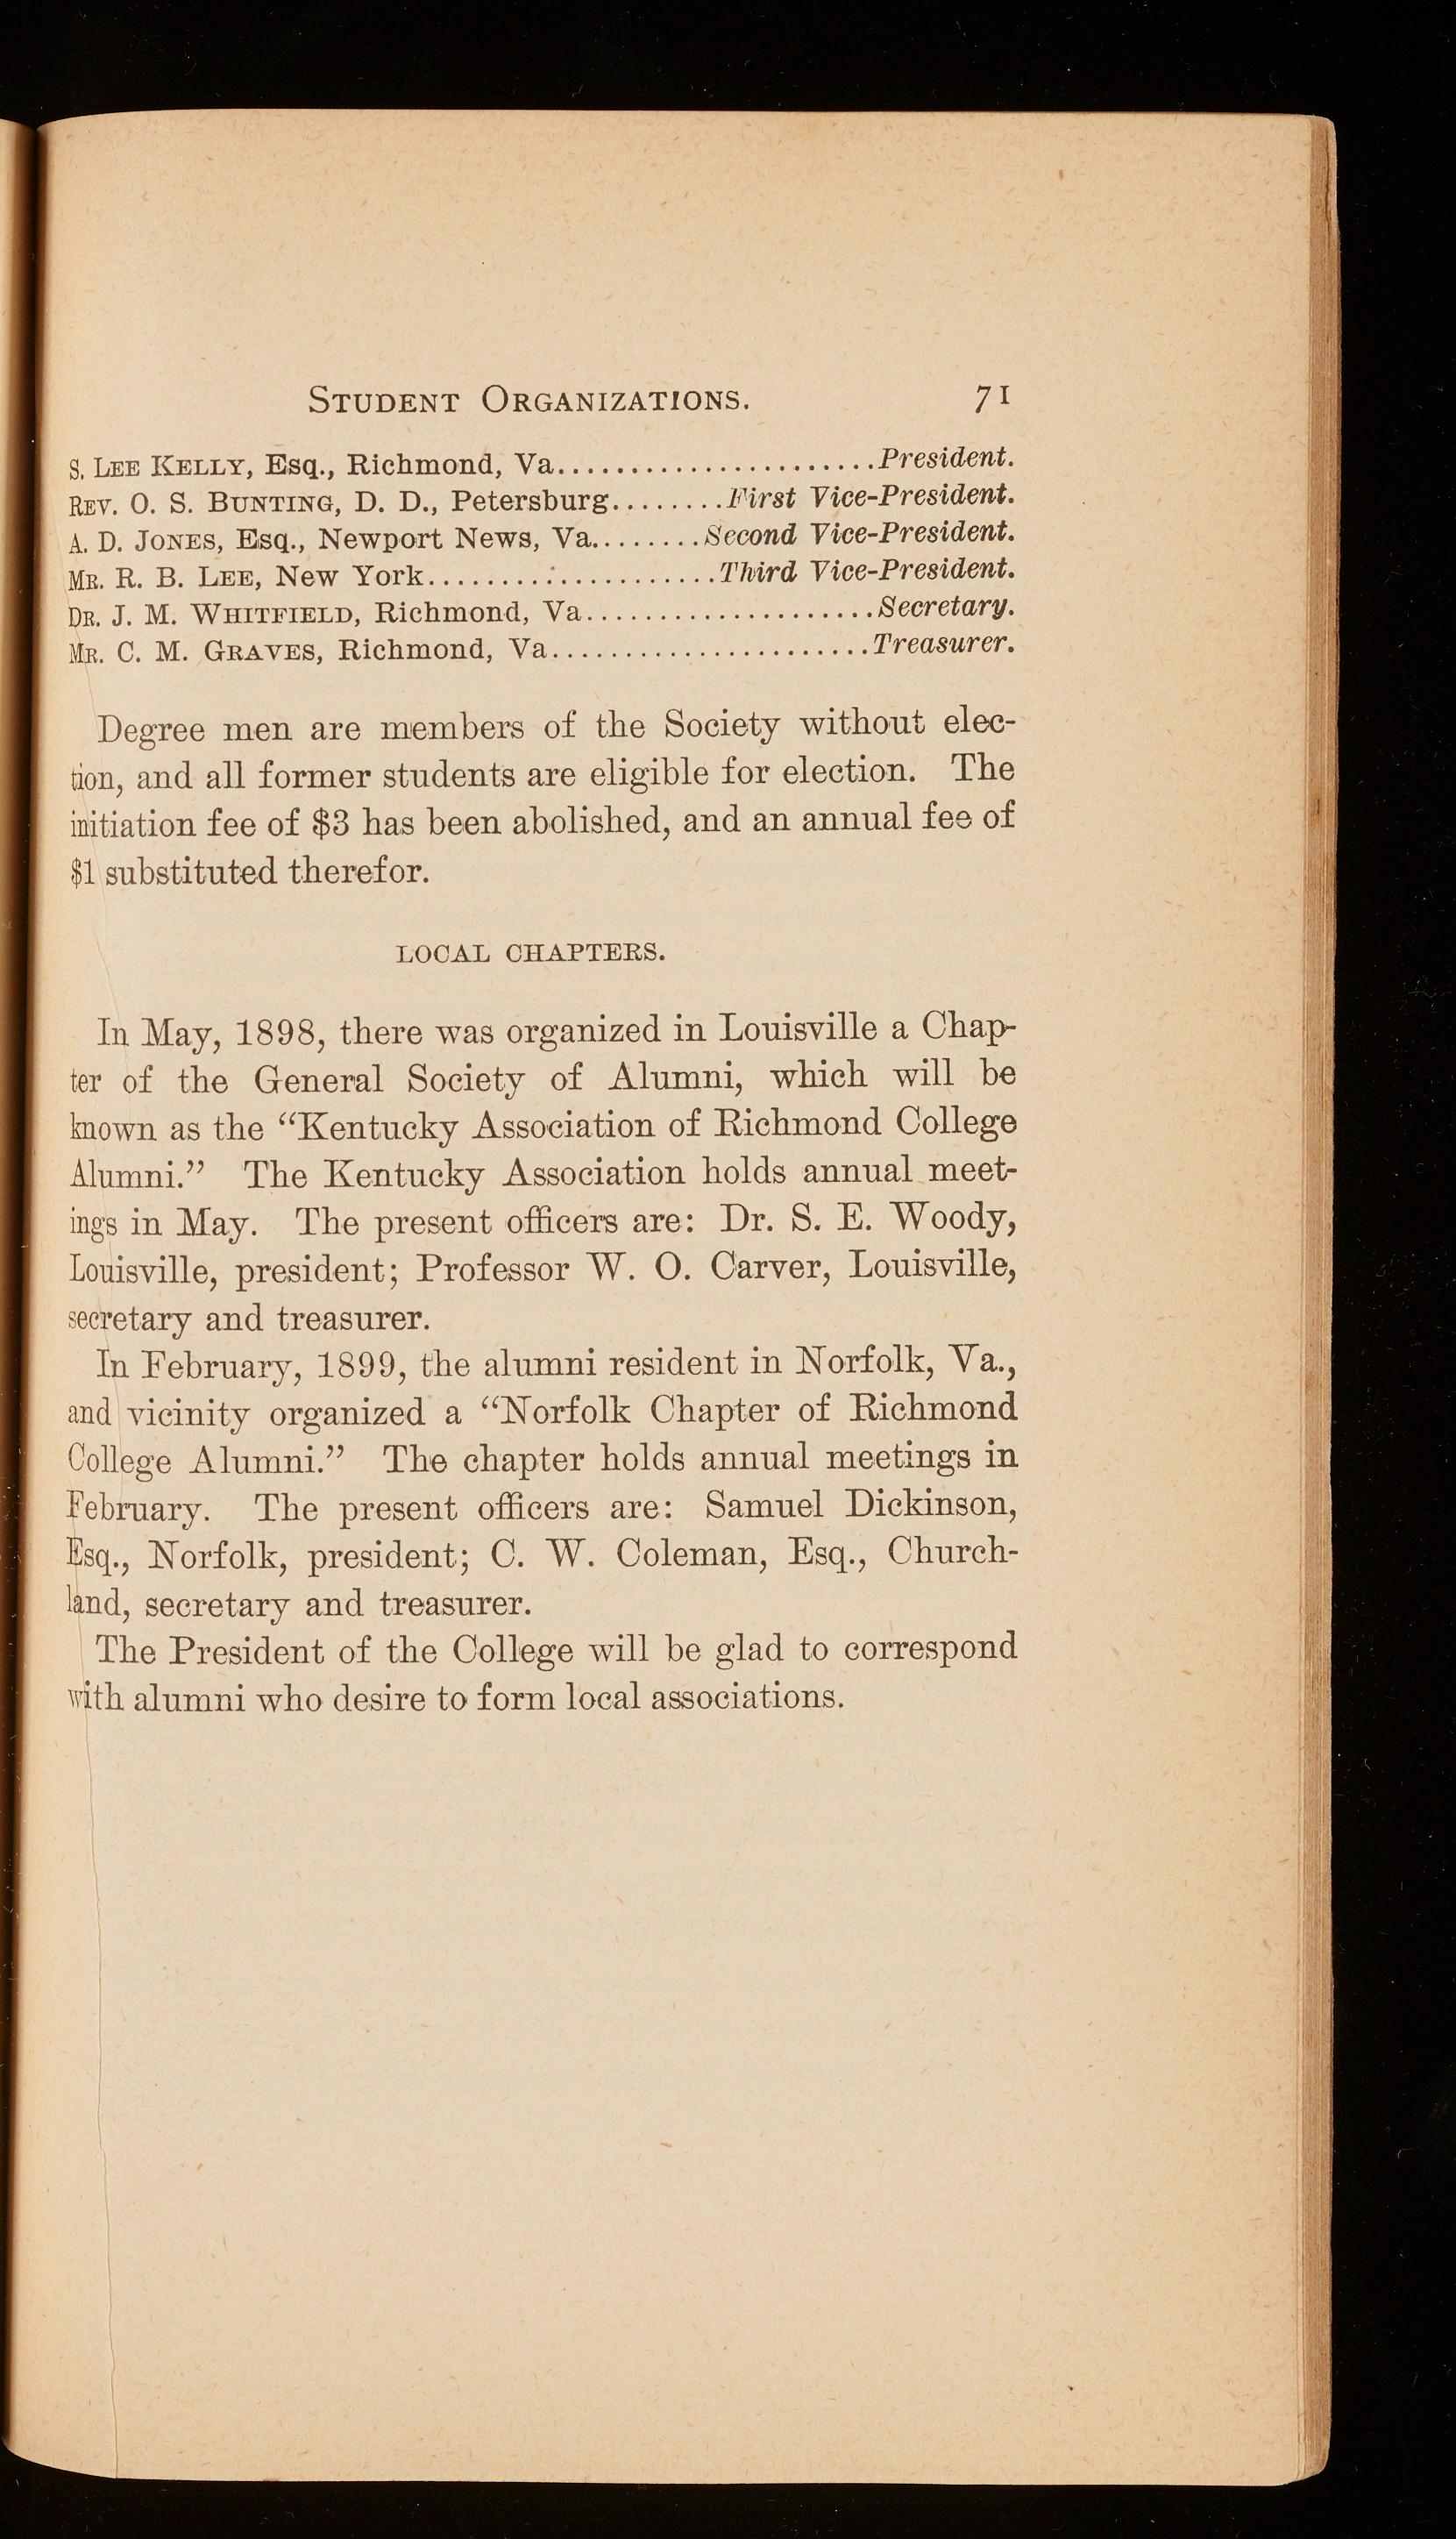 STUDENT ORGANIZATIONS. 71
S. LEE KELLY, Esq., Richmond, Va......................President.
REV. O. S. BUNTING, D. D., Petersburg........First Vice-President.
A. D. JONES, Esq., Newport News, Va........Second Vice-President.
MR. R. B. LEE, New York....................Third Vice-President.
DR. J. M. WHITFIELD, Richmond, Va....................Secretary.
MR. C. M. GRAVES, Richmond, Va......................Treasurer.
Degree men are members of the Society without elec-
tion, and all former students are eligible for election. The
initiation fee of $3 has been abolished, and an annual fee of
$1 substituted therefor.
LOCAL CHAPTERS.
In May, 1898, there was organized in Louisville a Chap-
ter of the General Society of Alumni, which will be
known as the “Kentucky Association of Richmond College
Alumni.” The Kentucky Association holds annual meet-
ings in May. The present officers are: Dr. S. E. Woody,
Louisville, president; Professor W. O. Carver, Louisville,
secretary and treasurer.
In February, 1899, the alumni resident in Norfolk, Va.,
and vicinity organized a “Norfolk Chapter of Richmond
College Alumni.” The chapter holds annual meetings in
February. The present officers are: Samuel Dickinson,
Esq., Norfolk, president; C. W. Coleman, Esq., Church-
land, secretary and treasurer.
The President of the College will be glad to correspond
with alumni who desire to form local associations.